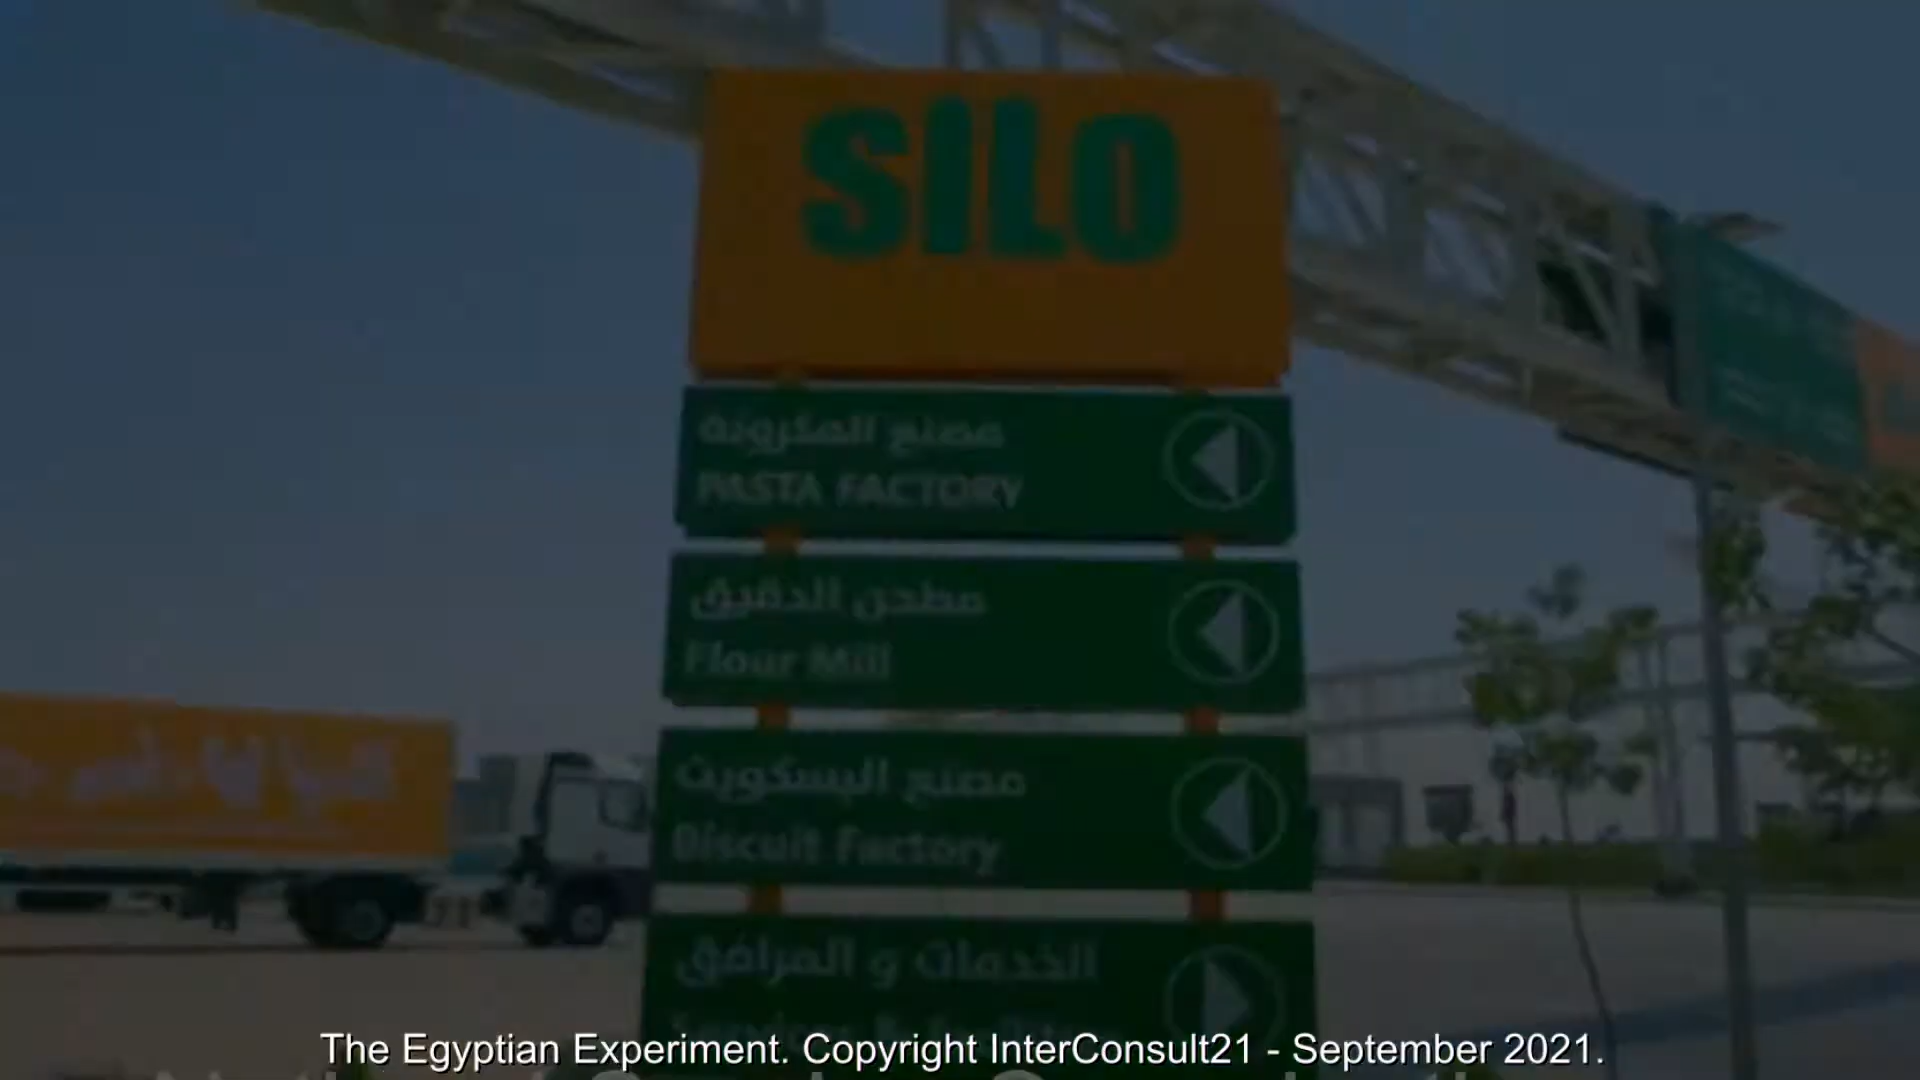 SILO
مصنع المكرونة
PASTA FACTORY
مطحن الدقيق
Flour Mill
مصنع البسكويت
Biscuit Factory
الخدمات و المرافق
The Egyptian Experiment. Copyright InterConsult21 - September 2021.